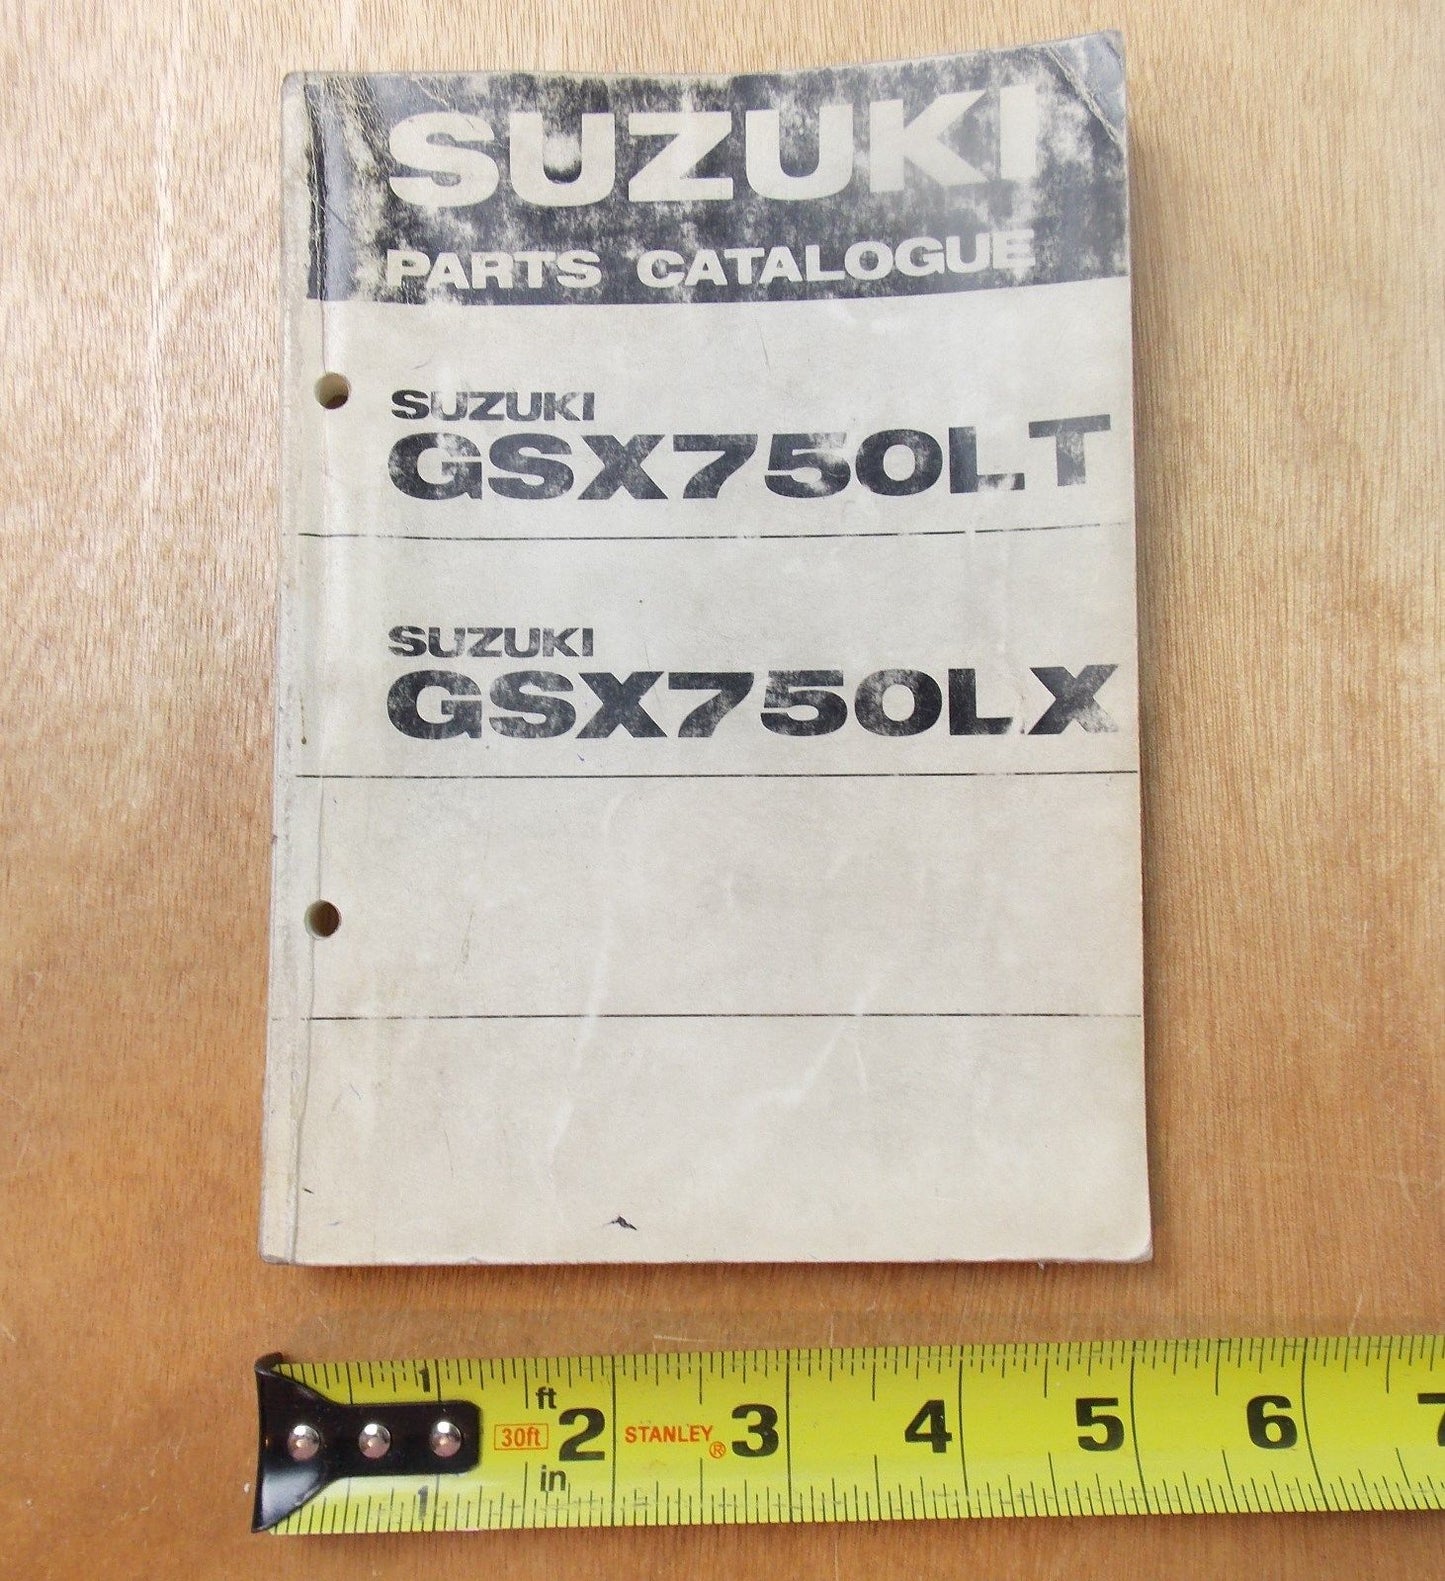 SUZUKI
PARTS CATALOGUE
SUZUKI
GSX750LT
SUZUKI
GSX750LX
1 ft 30ft 2 STANLEY® 3 4 5 6 7
1 in